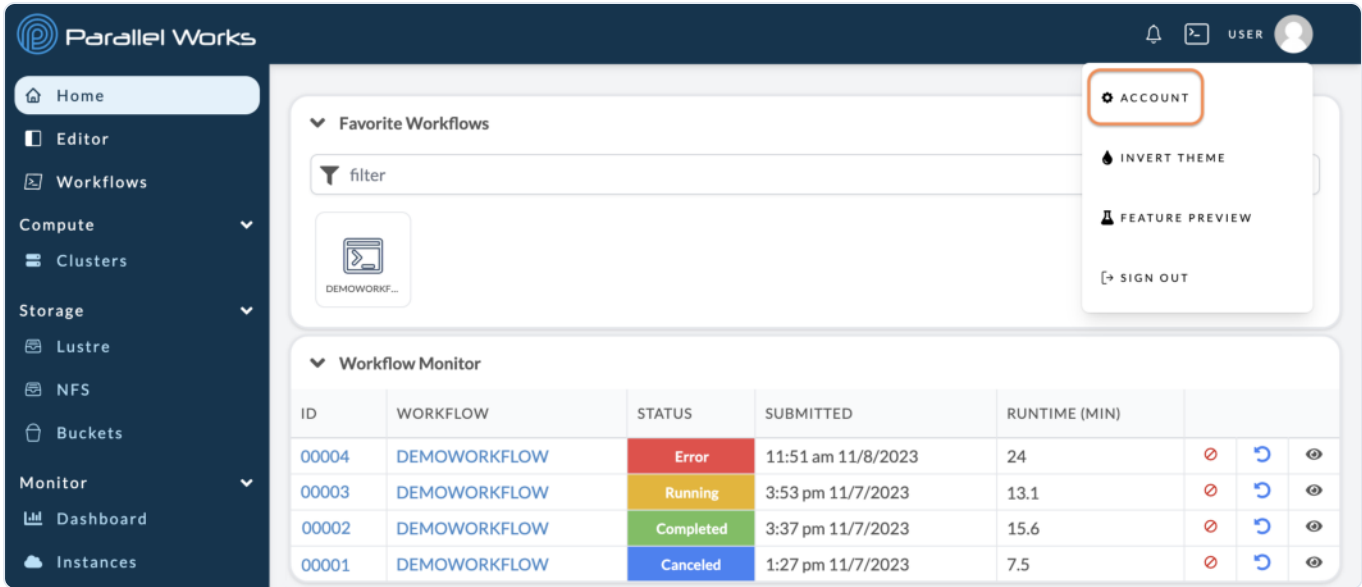 Parallel Works
USER
Home
Editor
Workflows
Compute
Clusters
Storage
Lustre
NFS
Buckets
Monitor
Dashboard
Instances
ACCOUNT
INVERT THEME
FEATURE PREVIEW
SIGN OUT
Favorite Workflows
filter
DEMOWORKF...
Workflow Monitor
ID WORKFLOW STATUS SUBMITTED RUNTIME (MIN)
00004 DEMOWORKFLOW Error 11:51 am 11/8/2023 24
00003 DEMOWORKFLOW Running 3:53 pm 11/7/2023 13.1
00002 DEMOWORKFLOW Completed 3:37 pm 11/7/2023 15.6
00001 DEMOWORKFLOW Canceled 1:27 pm 11/7/2023 7.5